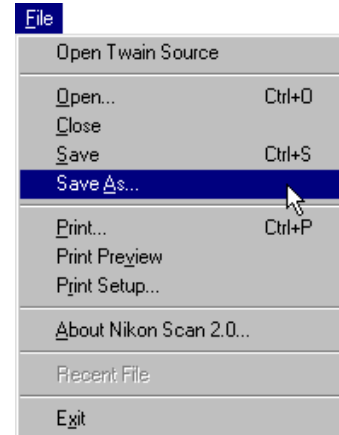 File
Open Twain Source
Open... Ctrl+O
Close
Save Ctrl+S
Save As...
Print... Ctrl+P
Print Preview
Print Setup...
About Nikon Scan 2.0...
Recent File
Exit